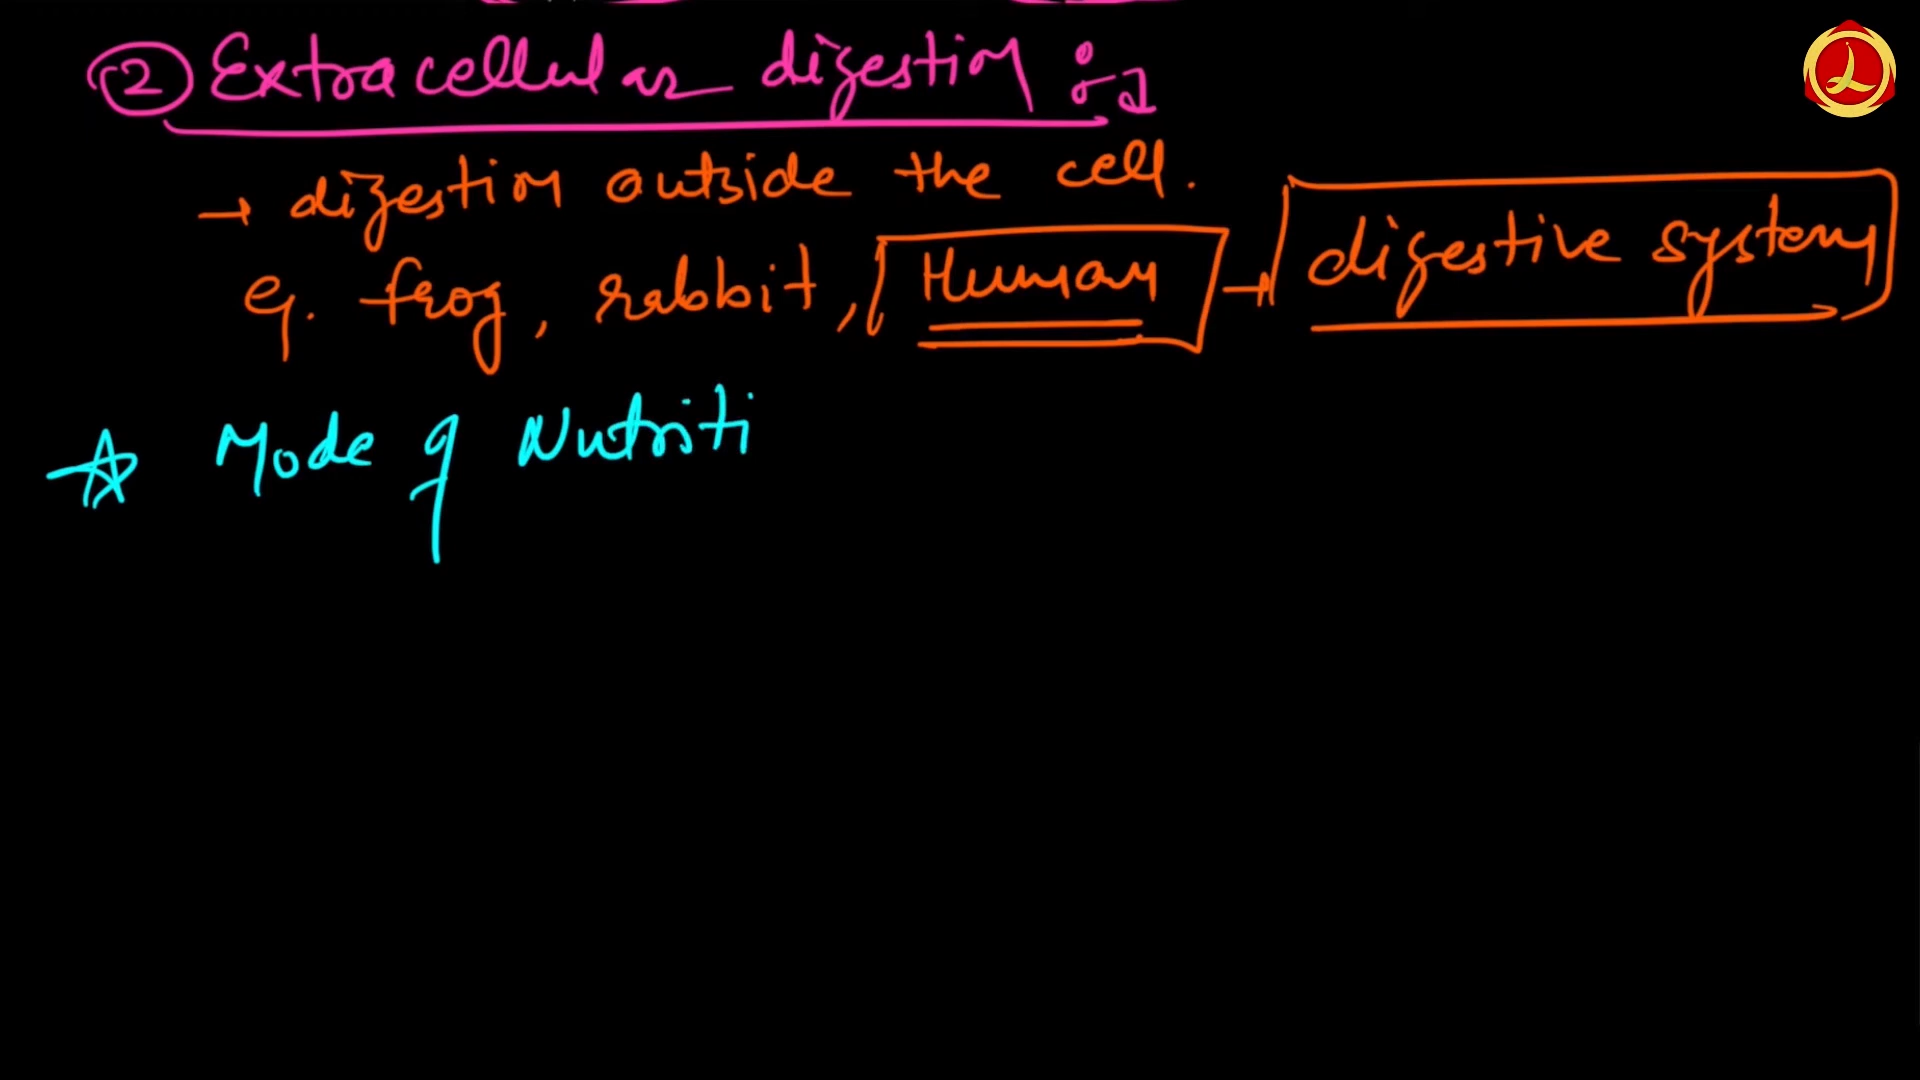 ② Extracellular digestion :-
→ digestion outside the cell.
eg. frog, rabbit, Human → digestive system
☆ Mode of Nutriti